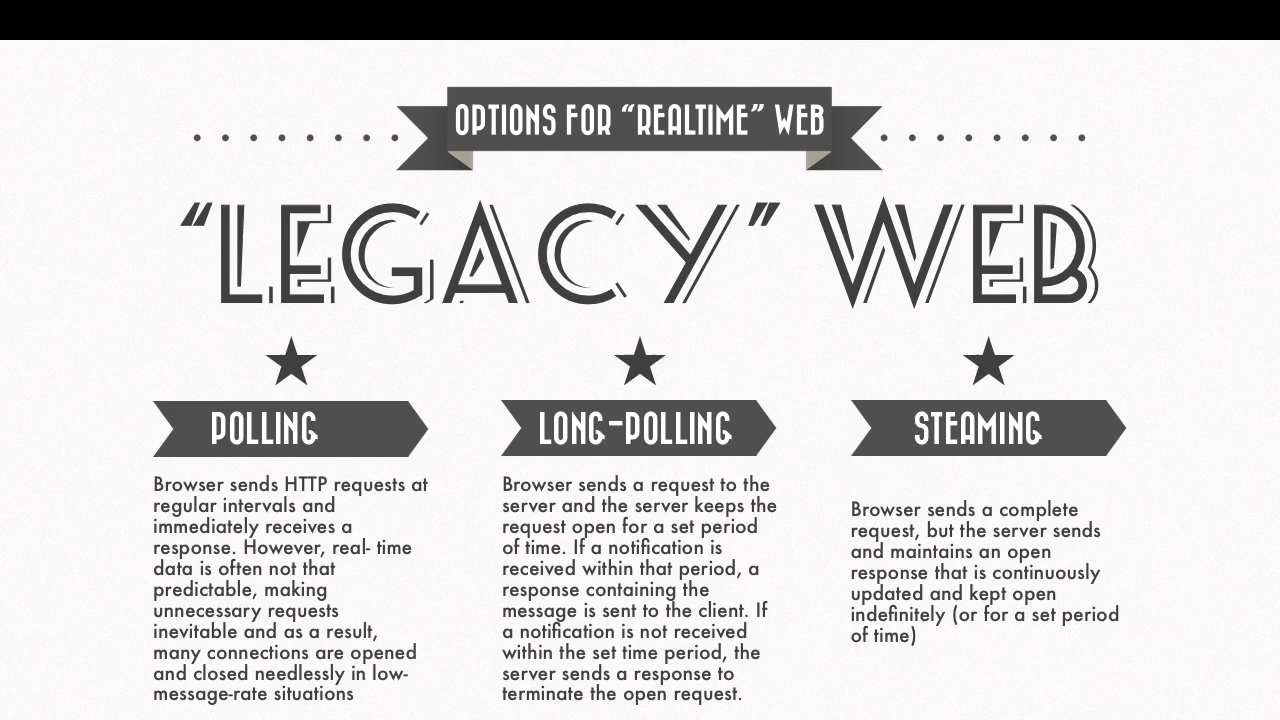 OPTIONS FOR “REALTIME” WEB
“LEGACY” WEB
POLLING
Browser sends HTTP requests at
regular intervals and
immediately receives a
response. However, real- time
data is often not that
predictable, making
unnecessary requests
inevitable and as a result,
many connections are opened
and closed needlessly in low-
message-rate situations
LONG-POLLING
Browser sends a request to the
server and the server keeps the
request open for a set period
of time. If a notification is
received within that period, a
response containing the
message is sent to the client. If
a notification is not received
within the set time period, the
server sends a response to
terminate the open request.
STEAMING
Browser sends a complete
request, but the server sends
and maintains an open
response that is continuously
updated and kept open
indefinitely (or for a set period
of time)